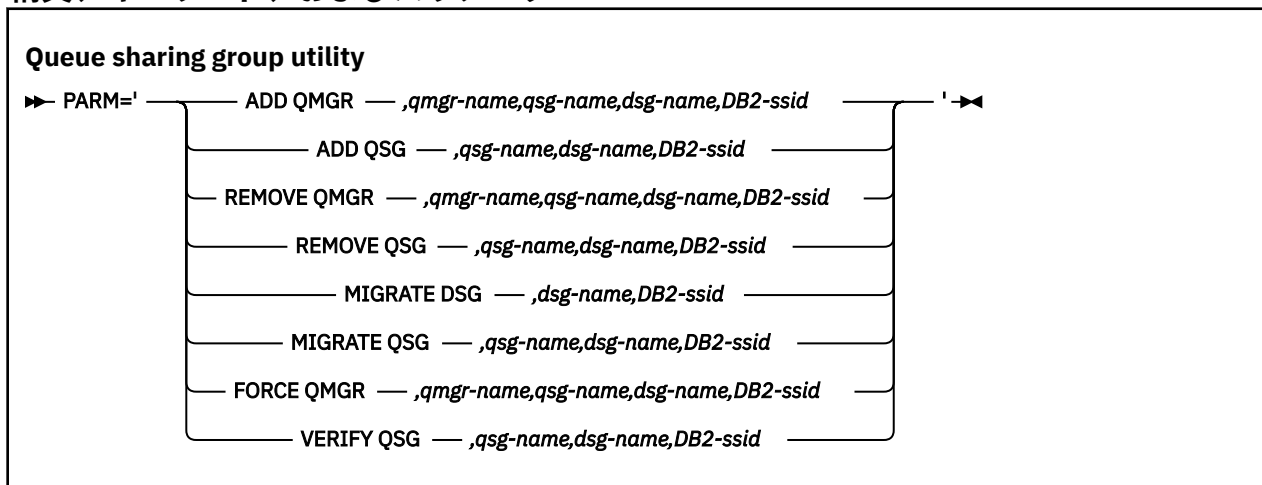 Queue sharing group utility
PARM=' ADD QMGR ,qmgr-name,qsg-name,dsg-name,DB2-ssid '
ADD QSG ,qsg-name,dsg-name,DB2-ssid
REMOVE QMGR ,qmgr-name,qsg-name,dsg-name,DB2-ssid
REMOVE QSG ,qsg-name,dsg-name,DB2-ssid
MIGRATE DSG ,dsg-name,DB2-ssid
MIGRATE QSG ,qsg-name,dsg-name,DB2-ssid
FORCE QMGR ,qmgr-name,qsg-name,dsg-name,DB2-ssid
VERIFY QSG ,qsg-name,dsg-name,DB2-ssid